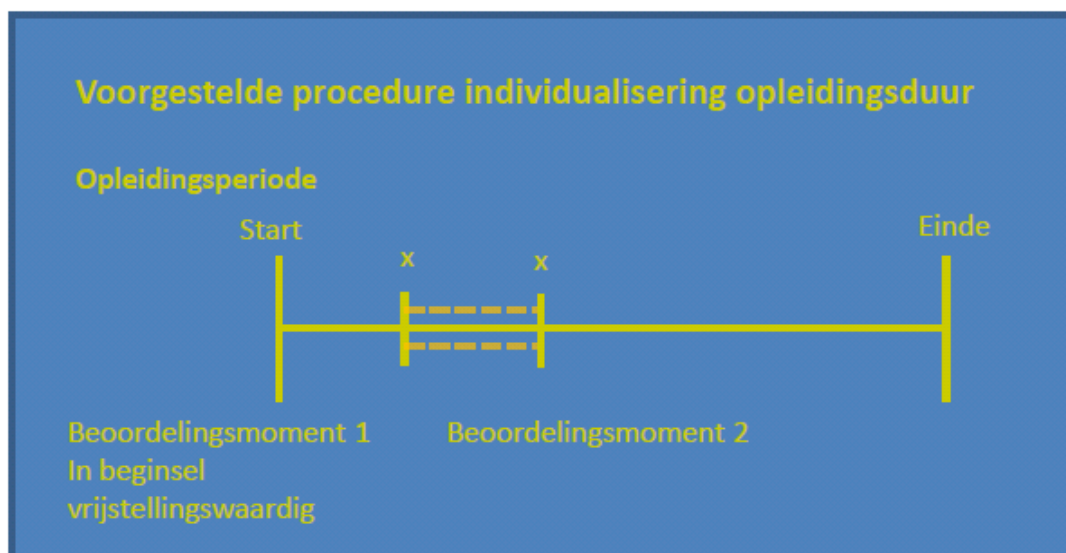 Voorgestelde procedure individualisering opleidingsduur
Opleidingsperiode
Start
Einde
x
x
Beoordelingsmoment 1
Beoordelingsmoment 2
In beginsel
vrijstellingswaardig